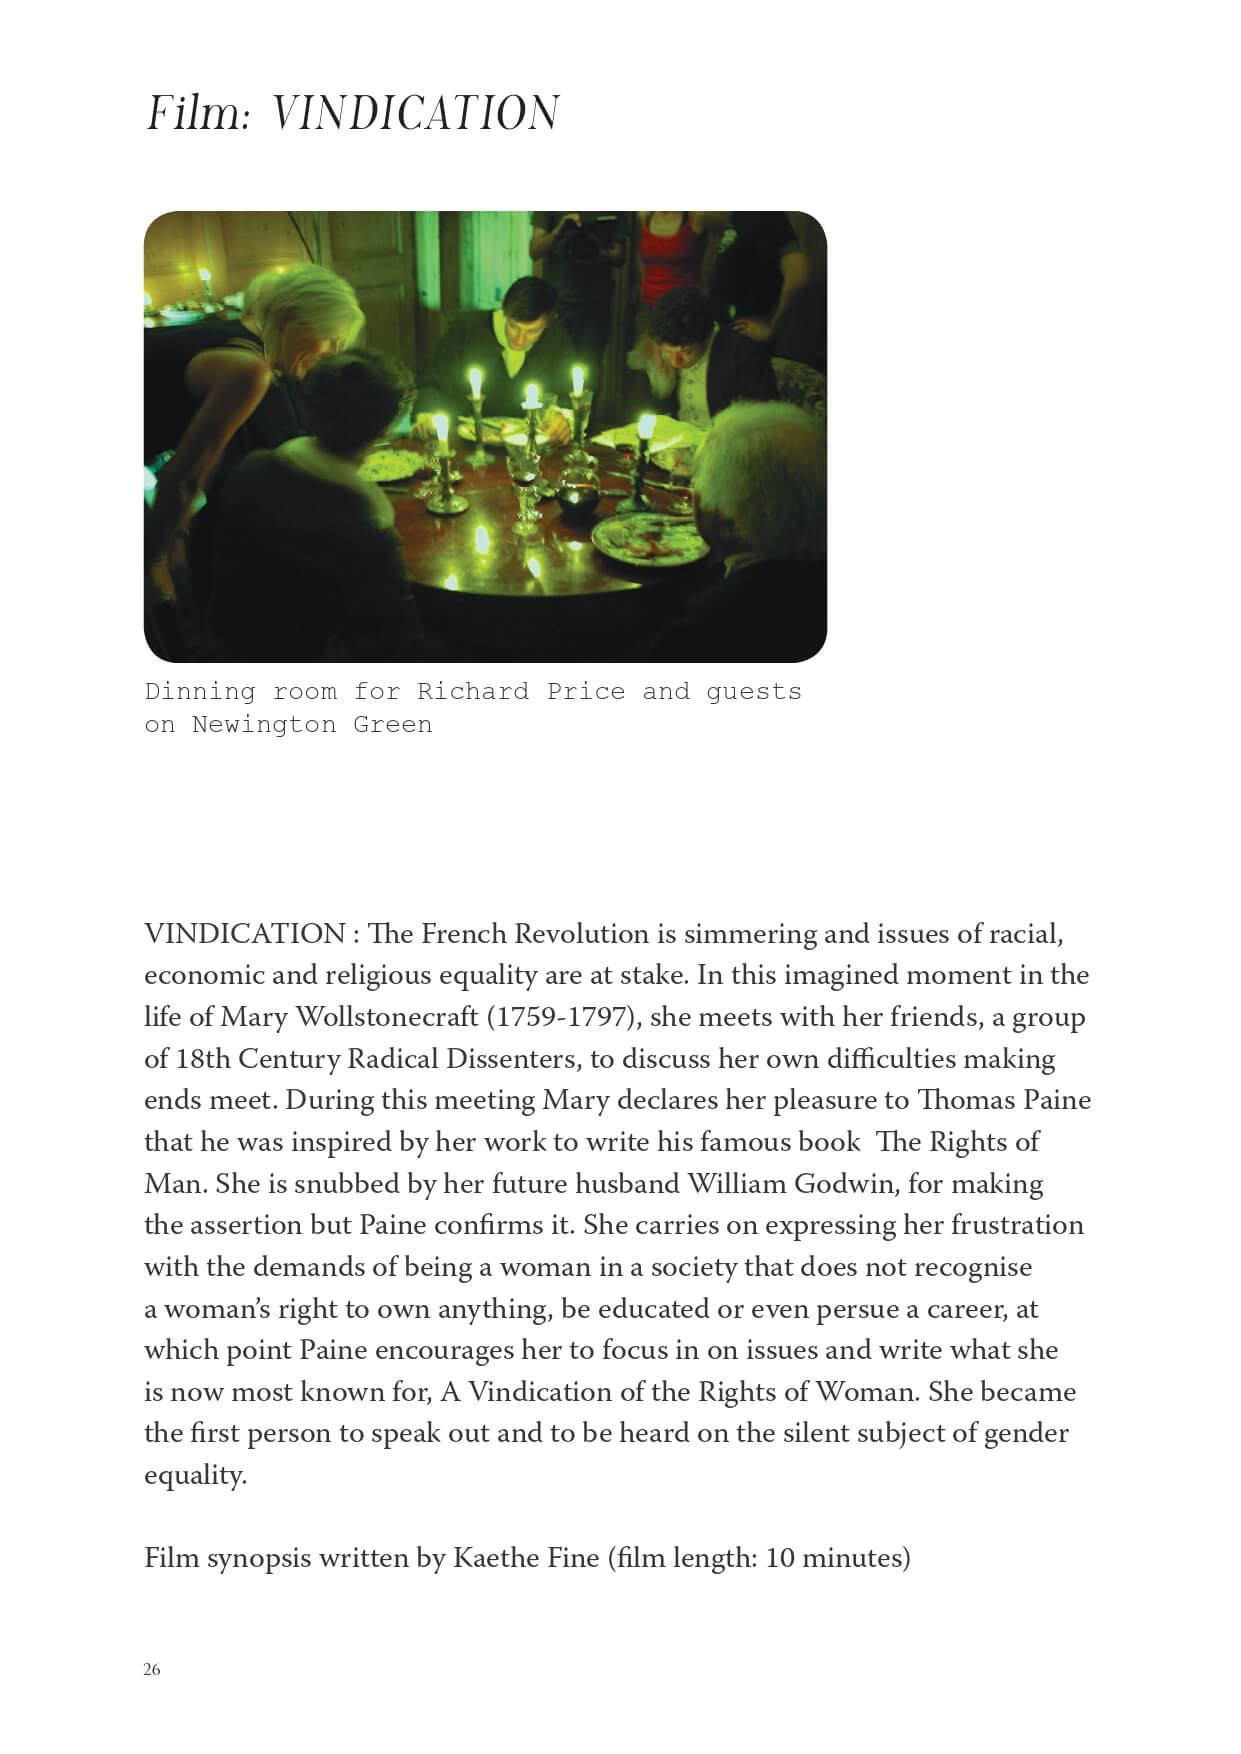 Film: VINDICATION
Dinning room for Richard Price and guests
on Newington Green
VINDICATION : The French Revolution is simmering and issues of racial,
economic and religious equality are at stake. In this imagined moment in the
life of Mary Wollstonecraft (1759-1797), she meets with her friends, a group
of 18th Century Radical Dissenters, to discuss her own difficulties making
ends meet. During this meeting Mary declares her pleasure to Thomas Paine
that he was inspired by her work to write his famous book  The Rights of
Man. She is snubbed by her future husband William Godwin, for making
the assertion but Paine confirms it. She carries on expressing her frustration
with the demands of being a woman in a society that does not recognise
a woman’s right to own anything, be educated or even persue a career, at
which point Paine encourages her to focus in on issues and write what she
is now most known for, A Vindication of the Rights of Woman. She became
the first person to speak out and to be heard on the silent subject of gender
equality.
Film synopsis written by Kaethe Fine (film length: 10 minutes)
26